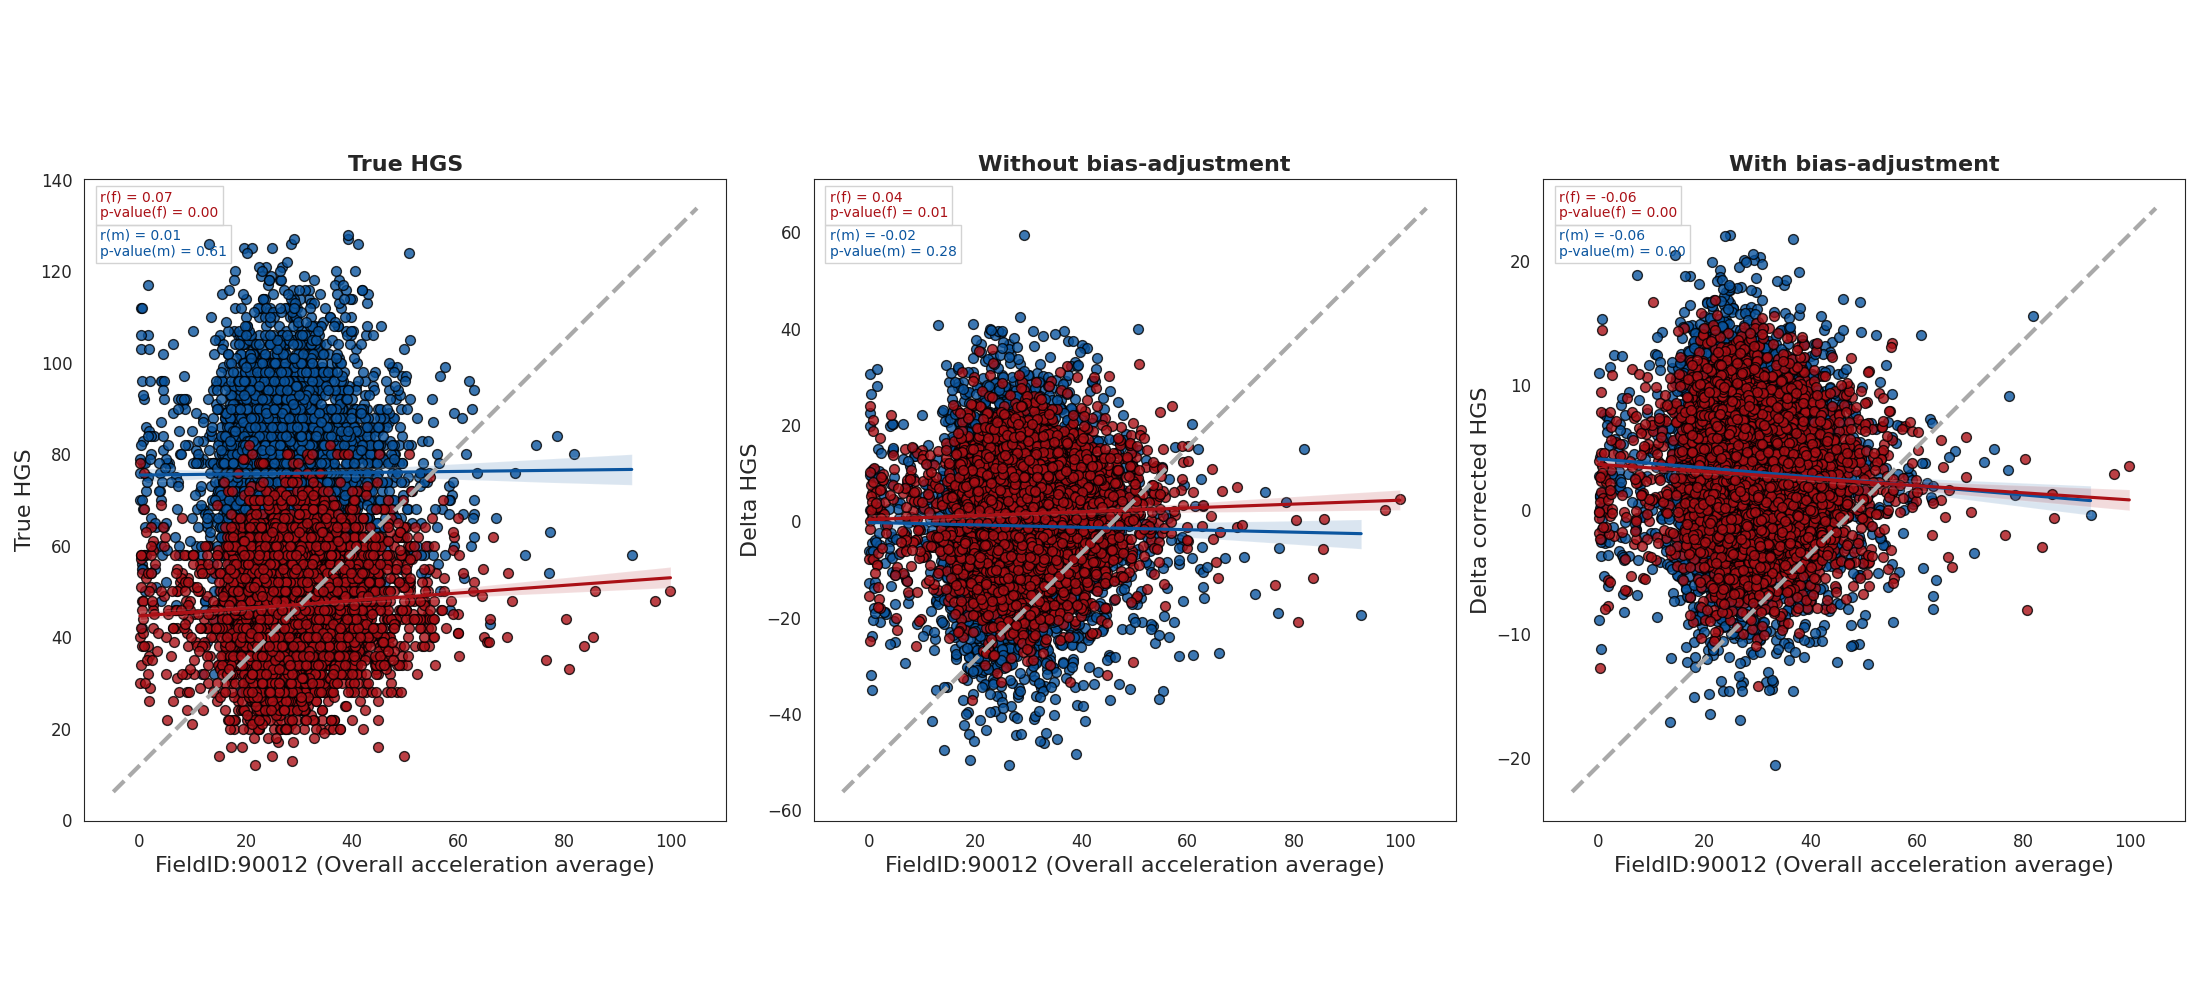 True HGS
r(f) = 0.07
p-value(f) = 0.00
r(m) = 0.01
p-value(m) = 0.61
True HGS
140
120
100
80
60
40
20
0
0 20 40 60 80 100
FieldID:90012 (Overall acceleration average)
Without bias-adjustment
r(f) = 0.04
p-value(f) = 0.01
r(m) = -0.02
p-value(m) = 0.28
Delta HGS
60
40
20
0
−20
−40
−60
0 20 40 60 80 100
FieldID:90012 (Overall acceleration average)
With bias-adjustment
r(f) = -0.06
p-value(f) = 0.00
r(m) = -0.06
p-value(m) = 0.00
Delta corrected HGS
20
10
0
−10
−20
0 20 40 60 80 100
FieldID:90012 (Overall acceleration average)